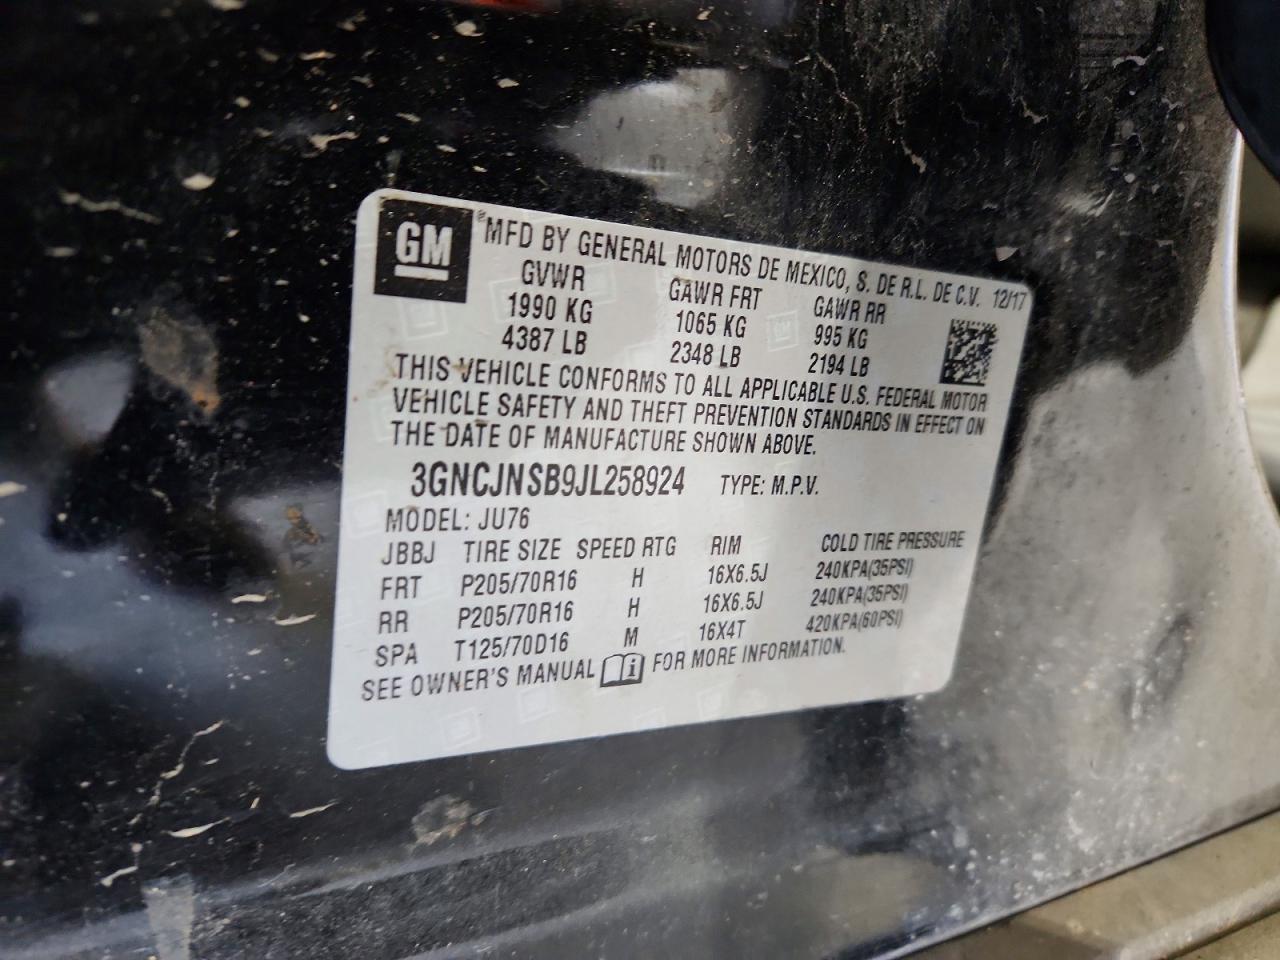 GM
MFD BY GENERAL MOTORS DE MEXICO, S. DE R.L. DE C.V. 12/17
GVWR GAWR FRT GAWR RR
1990 KG 1065 KG 995 KG
4387 LB 2348 LB 2194 LB
THIS VEHICLE CONFORMS TO ALL APPLICABLE U.S. FEDERAL MOTOR
VEHICLE SAFETY AND THEFT PREVENTION STANDARDS IN EFFECT ON
THE DATE OF MANUFACTURE SHOWN ABOVE.
3GNCJNSB9JL258924 TYPE: M.P.V.
MODEL: JU76
JBBJ TIRE SIZE SPEED RTG RIM COLD TIRE PRESSURE
FRT P205/70R16 H 16X6.5J 240KPA(35PSI)
RR P205/70R16 H 16X6.5J 240KPA(35PSI)
SPA T125/70D16 M 16X4T 420KPA(60PSI)
SEE OWNER'S MANUAL FOR MORE INFORMATION.